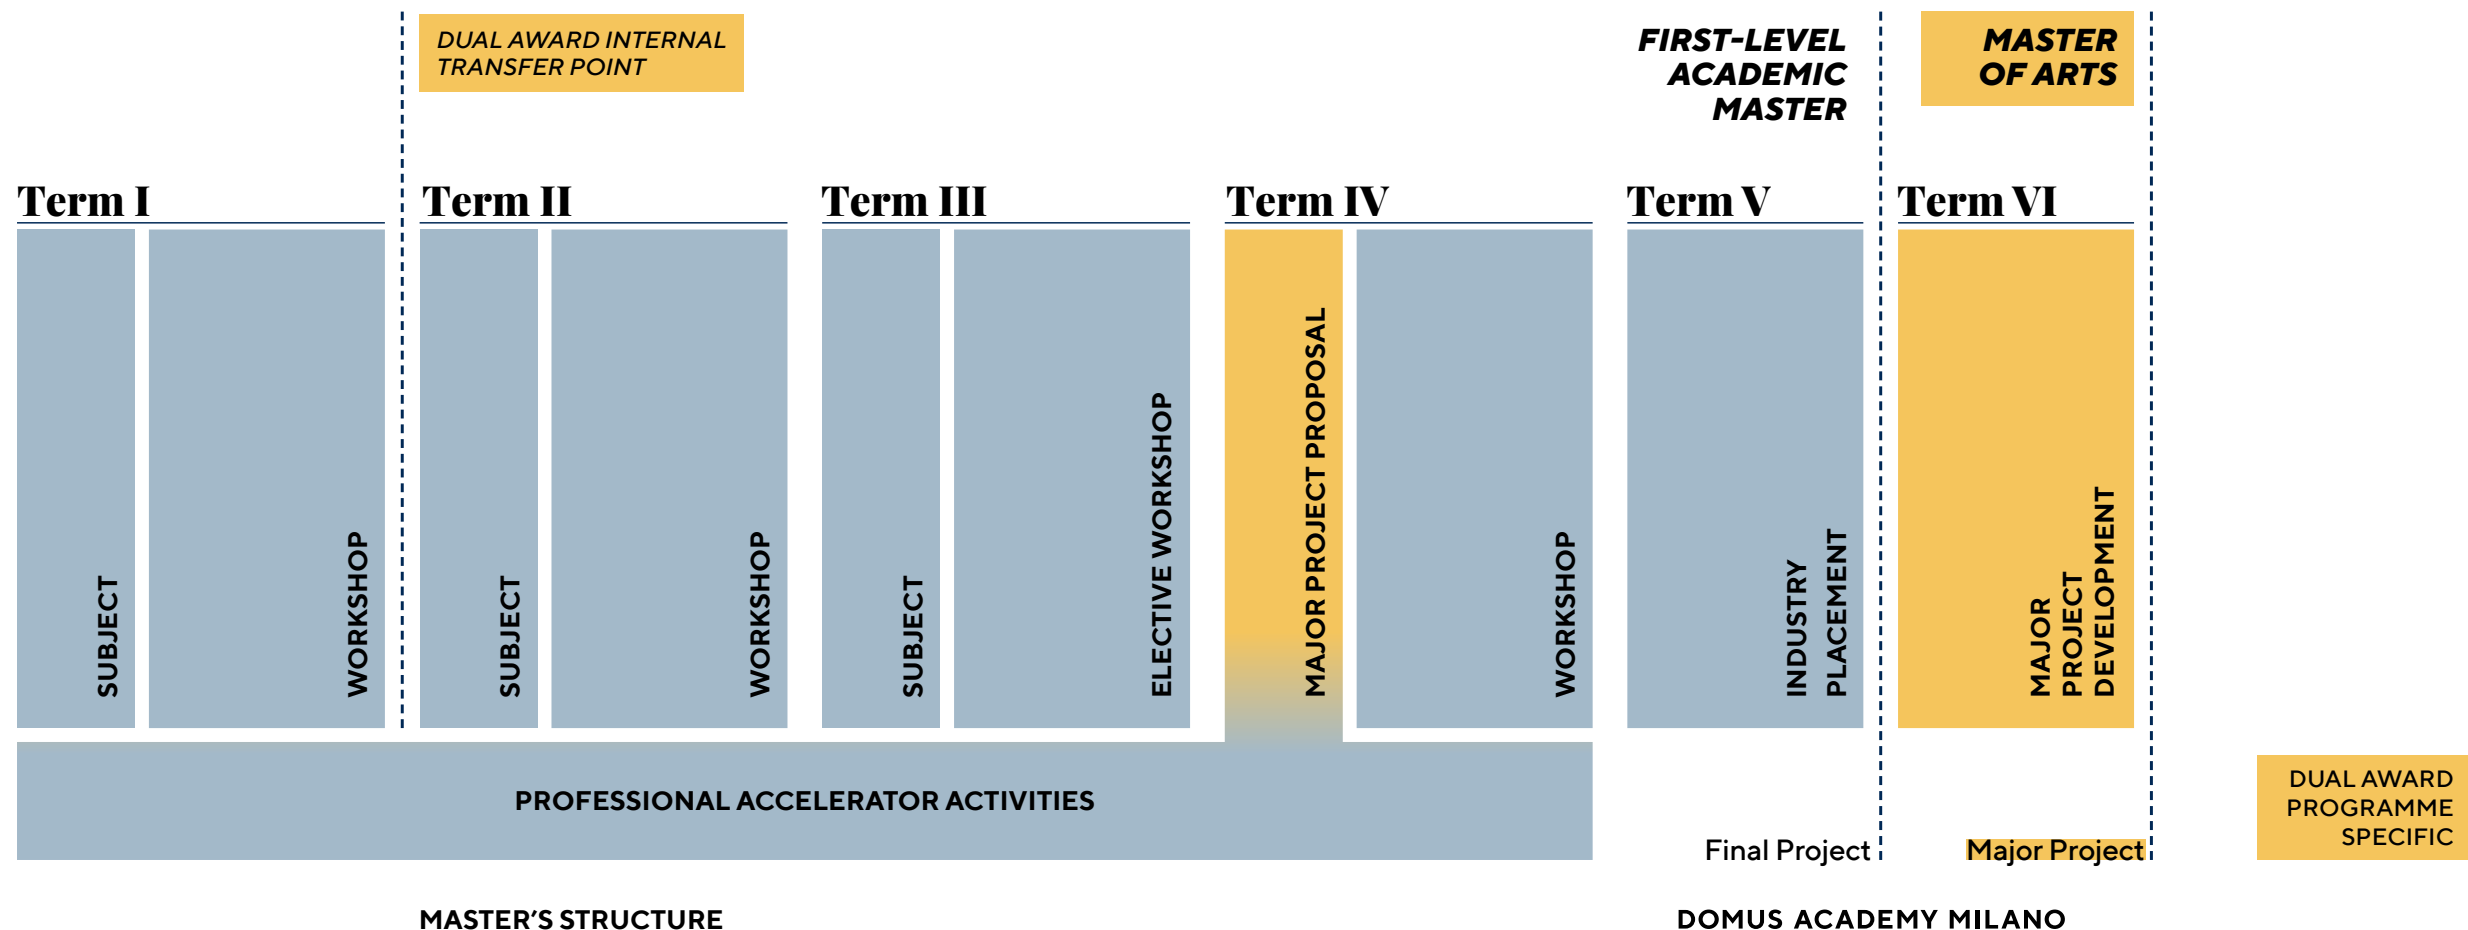 DUAL AWARD INTERNAL
TRANSFER POINT
FIRST-LEVEL
ACADEMIC
MASTER
MASTER
OF ARTS
Term I
Term II
Term III
Term IV
Term V
Term VI
SUBJECT
WORKSHOP
SUBJECT
WORKSHOP
SUBJECT
ELECTIVE WORKSHOP
MAJOR PROJECT PROPOSAL
WORKSHOP
INDUSTRY
PLACEMENT
MAJOR
PROJECT
DEVELOPMENT
PROFESSIONAL ACCELERATOR ACTIVITIES
Final Project
Major Project
DUAL AWARD
PROGRAMME
SPECIFIC
MASTER'S STRUCTURE
DOMUS ACADEMY MILANO